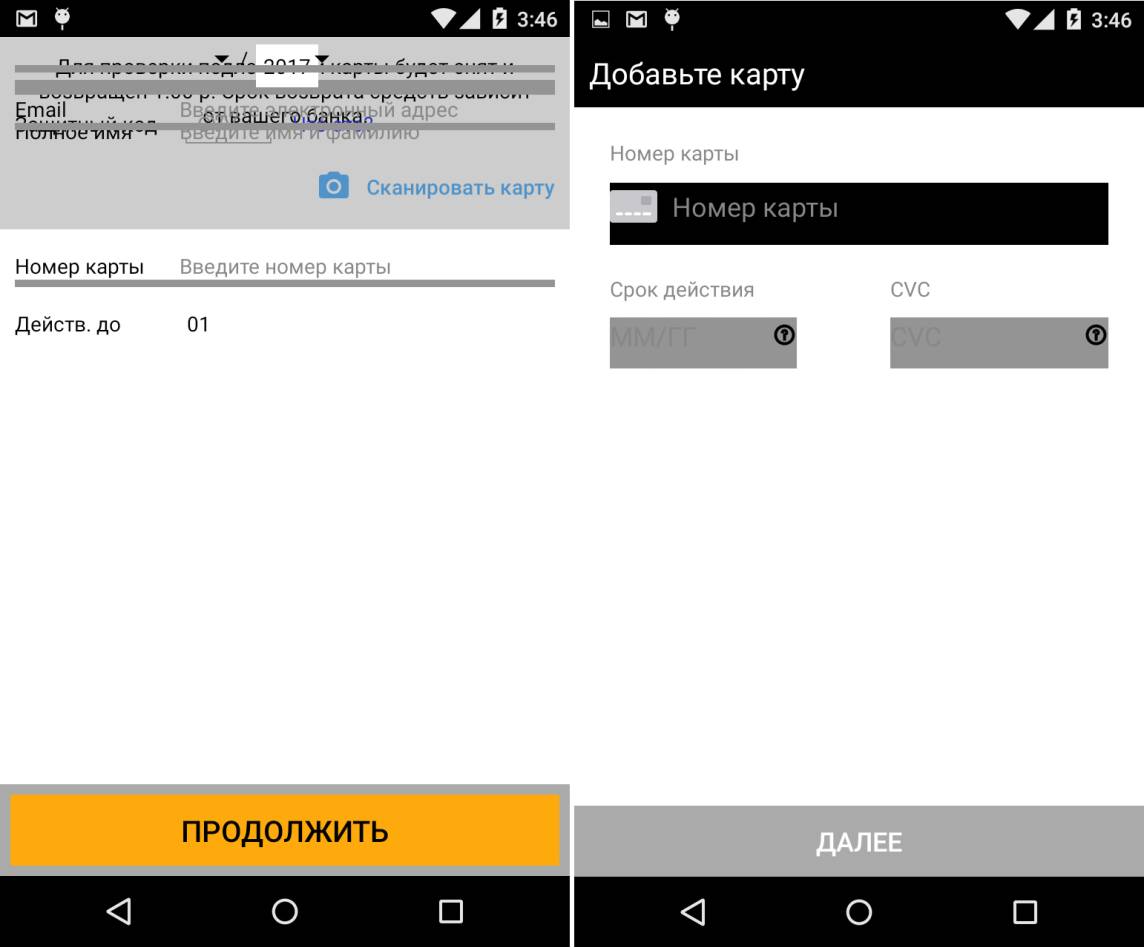 3:46
Для проверки подле / 2017 карты будет снят и
возвращен 1.00 р. Срок возврата средств зависит
от вашего банка.
Email Введите электронный адрес
Защитный код
Полное имя Введите имя и фамилию
Сканировать карту
Номер карты Введите номер карты
Действ. до 01
ПРОДОЛЖИТЬ
3:46
Добавьте карту
Номер карты
Номер карты
Срок действия CVC
ММ/ГГ CVC
ДАЛЕЕ